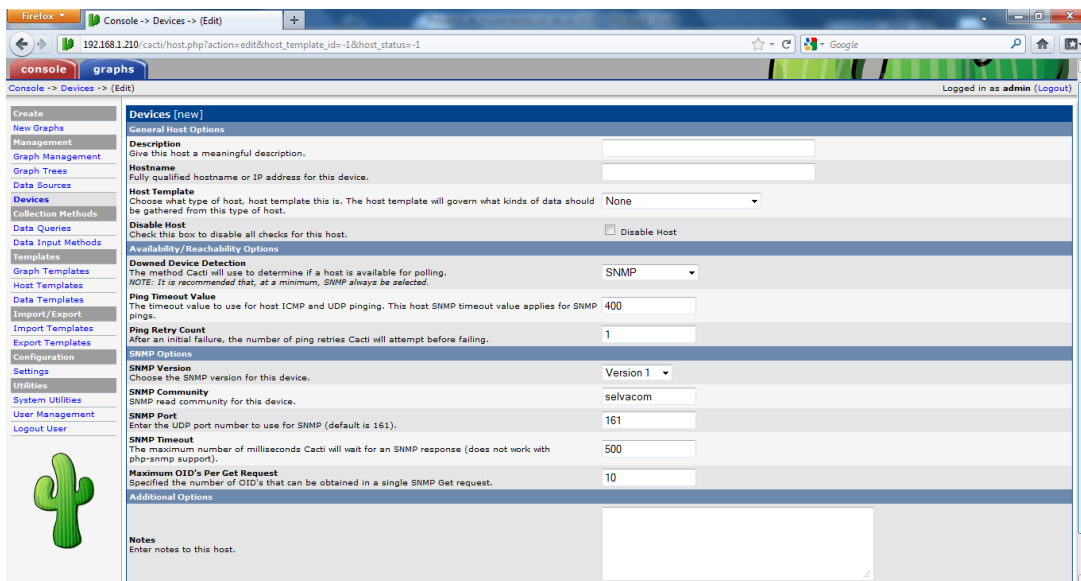 Firefox
Console -> Devices -> (Edit)
192.168.1.210/cacti/host.php?action=edit&host_template_id=-1&host_status=-1
Google
console
graphs
Console -> Devices -> (Edit)
Logged in as admin (Logout)
Create
New Graphs
Management
Graph Management
Graph Trees
Data Sources
Devices
Collection Methods
Data Queries
Data Input Methods
Templates
Graph Templates
Host Templates
Data Templates
Import/Export
Import Templates
Export Templates
Configuration
Settings
Utilities
System Utilities
User Management
Logout User
Devices [new]
General Host Options
Description
Give this host a meaningful description.
Hostname
Fully qualified hostname or IP address for this device.
Host Template
Choose what type of host, host template this is. The host template will govern what kinds of data should
be gathered from this type of host.
None
Disable Host
Check this box to disable all checks for this host.
Disable Host
Availability/Reachability Options
Downed Device Detection
The method Cacti will use to determine if a host is available for polling.
NOTE: It is recommended that, at a minimum, SNMP always be selected.
SNMP
Ping Timeout Value
The timeout value to use for host ICMP and UDP pinging. This host SNMP timeout value applies for SNMP
pings.
400
Ping Retry Count
After an initial failure, the number of ping retries Cacti will attempt before failing.
1
SNMP Options
SNMP Version
Choose the SNMP version for this device.
Version 1
SNMP Community
SNMP read community for this device.
selvacom
SNMP Port
Enter the UDP port number to use for SNMP (default is 161).
161
SNMP Timeout
The maximum number of milliseconds Cacti will wait for an SNMP response (does not work with
php-snmp support).
500
Maximum OID's Per Get Request
Specified the number of OID's that can be obtained in a single SNMP Get request.
10
Additional Options
Notes
Enter notes to this host.